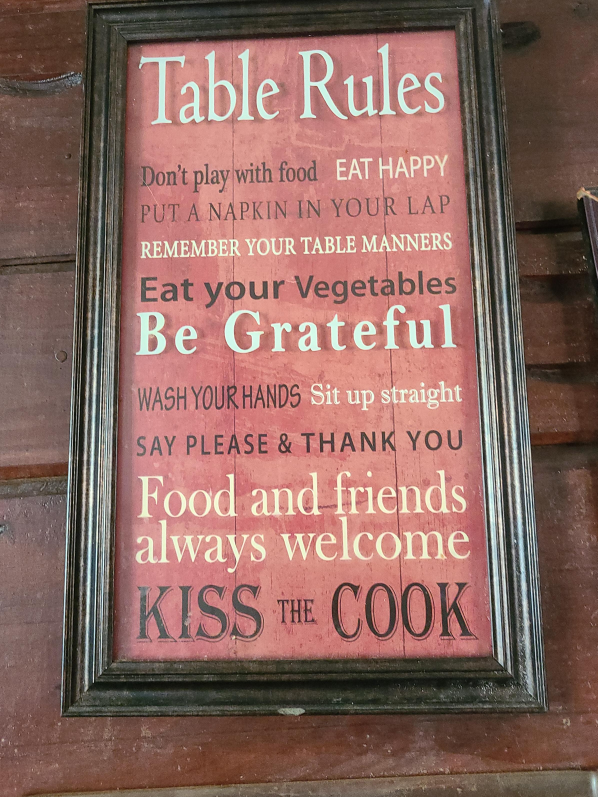 Table Rules
Don't play with food EAT HAPPY
PUT A NAPKIN IN YOUR LAP
REMEMBER YOUR TABLE MANNERS
Eat your Vegetables
Be Grateful
WASH YOUR HANDS Sit up straight
SAY PLEASE & THANK YOU
Food and friends
always welcome
KISS THE COOK